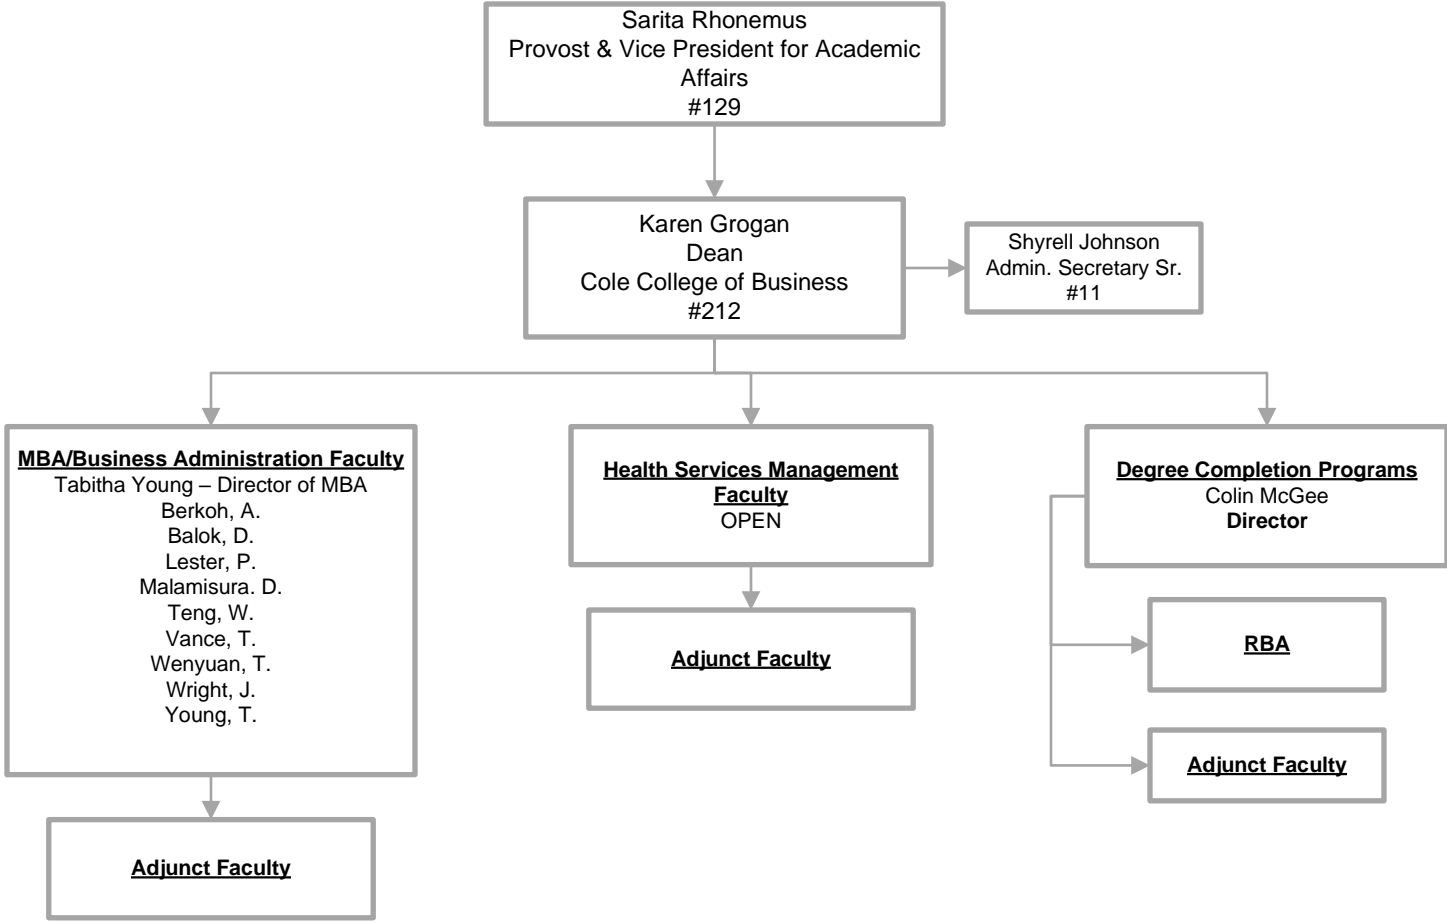 Sarita Rhonemus
Provost & Vice President for Academic
Affairs
#129
Karen Grogan
Dean
Cole College of Business
#212
Shyrell Johnson
Admin. Secretary Sr.
#11
MBA/Business Administration Faculty
Tabitha Young – Director of MBA
Berkoh, A.
Balok, D.
Lester, P.
Malamisura. D.
Teng, W.
Vance, T.
Wenyuan, T.
Wright, J.
Young, T.
Adjunct Faculty
Health Services Management
Faculty
OPEN
Adjunct Faculty
Degree Completion Programs
Colin McGee
Director
RBA
Adjunct Faculty